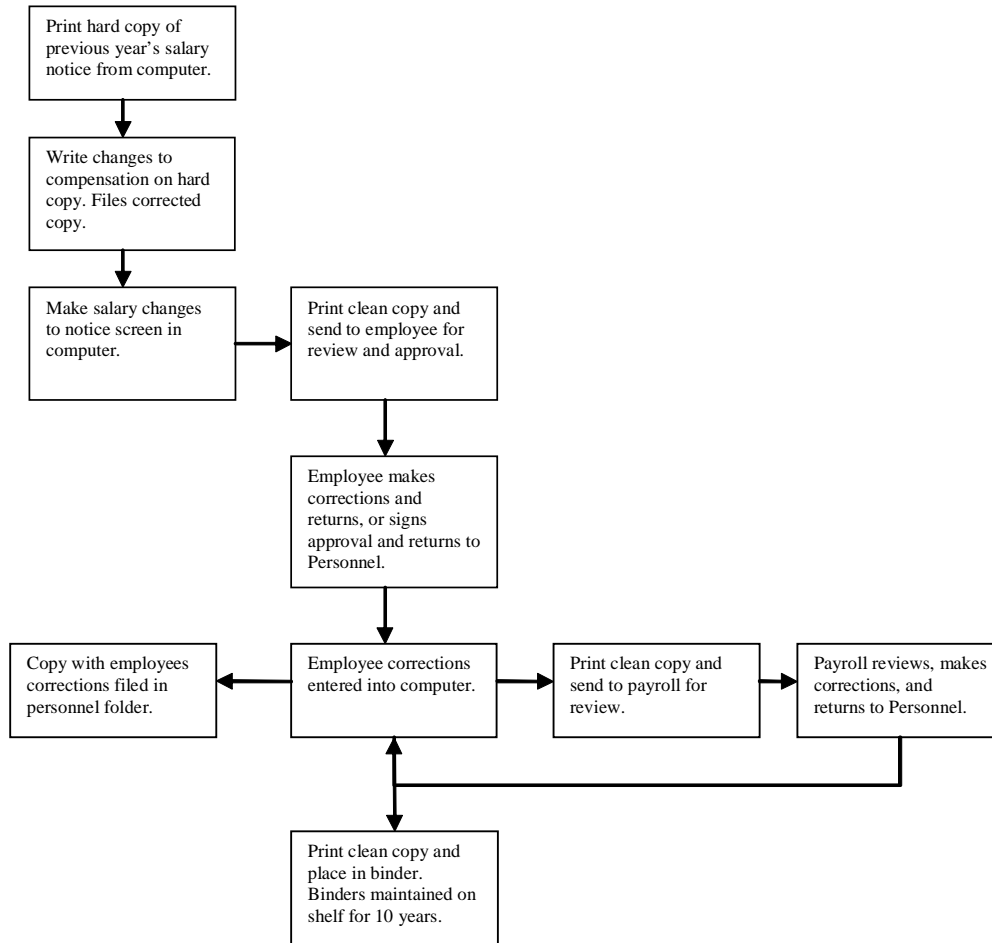 Print hard copy of
previous year’s salary
notice from computer.
Write changes to
compensation on hard
copy. Files corrected
copy.
Make salary changes
to notice screen in
computer.
Print clean copy and
send to employee for
review and approval.
Employee makes
corrections and
returns, or signs
approval and returns to
Personnel.
Copy with employees
corrections filed in
personnel folder.
Employee corrections
entered into computer.
Print clean copy and
send to payroll for
review.
Payroll reviews, makes
corrections, and
returns to Personnel.
Print clean copy and
place in binder.
Binders maintained on
shelf for 10 years.